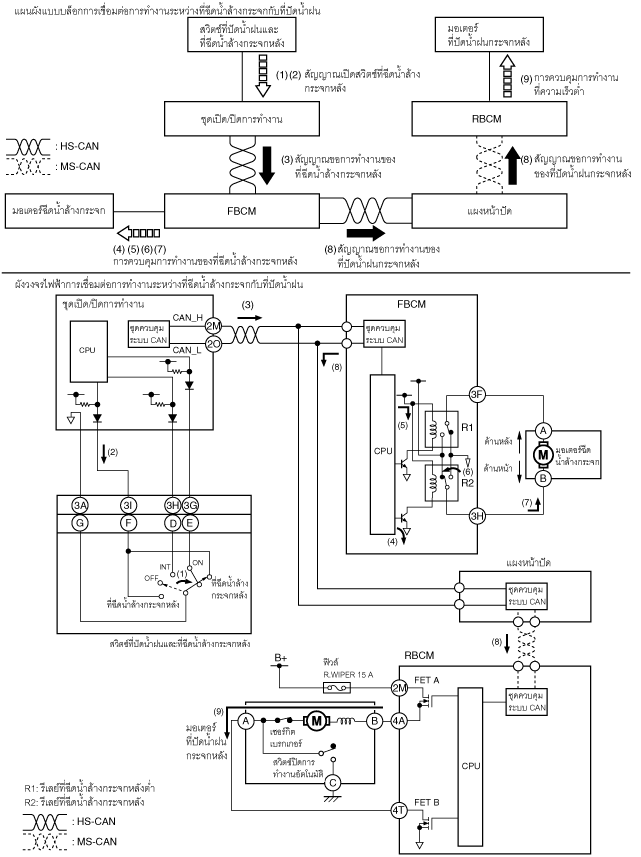 แผนผังแบบบล็อกการเชื่อมต่อการทำงานระหว่างที่ฉีดน้ำล้างกระจกกับที่ปัดน้ำฝน
สวิตช์ที่ปัดน้ำฝนและ
ที่ฉีดน้ำล้างกระจกหลัง
มอเตอร์
ที่ปัดน้ำฝนกระจกหลัง
(1) (2) สัญญาณเปิดสวิตช์ที่ฉีดน้ำล้าง
กระจกหลัง
(9) การควบคุมการทำงาน
ที่ความเร็วต่ำ
ชุดเปิด/ปิดการทำงาน
RBCM
: HS-CAN
: MS-CAN
(3) สัญญาณขอการทำงานของ
ที่ฉีดน้ำล้างกระจกหลัง
(8) สัญญาณขอการทำงาน
ของที่ปัดน้ำฝนกระจกหลัง
มอเตอร์ฉีดน้ำล้างกระจก
FBCM
แผงหน้าปัด
(4) (5) (6) (7)
การควบคุมการทำงานของที่ฉีดน้ำล้างกระจกหลัง
(8) สัญญาณขอการทำงานของ
ที่ปัดน้ำฝนกระจกหลัง
ผังวงจรไฟฟ้าการเชื่อมต่อการทำงานระหว่างที่ฉีดน้ำล้างกระจกกับที่ปัดน้ำฝน
ชุดเปิด/ปิดการทำงาน
CAN_H
2M
(3)
FBCM
CPU
ชุดควบคุม
ระบบ CAN
CAN_L
2O
ชุดควบคุม
ระบบ CAN
(8)
3F
(5)
R1
CPU
A
ด้านหลัง
M
มอเตอร์ฉีด
น้ำล้างกระจก
ด้านหน้า
B
(6)
R2
(7)
(2)
3H
(4)
3A
3I
3H
3G
G
F
D
E
INT
ON
OFF
(1)
ที่ฉีดน้ำล้าง
กระจกหลัง
ที่ฉีดน้ำล้างกระจกหลัง
สวิตช์ที่ปัดน้ำฝนและที่ฉีดน้ำล้างกระจกหลัง
แผงหน้าปัด
ชุดควบคุม
ระบบ CAN
(8)
B+
ฟิวส์
R.WIPER 15 A
RBCM
2M
FET A
ชุดควบคุม
ระบบ CAN
(9)
มอเตอร์
ที่ปัดน้ำฝน
กระจกหลัง
A
M
B
4A
เซอร์กิต
เบรกเกอร์
สวิตช์ปิดการ
ทำงานอัตโนมัติ
C
CPU
R1: รีเลย์ที่ฉีดน้ำล้างกระจกหลังต่ำ
R2: รีเลย์ที่ฉีดน้ำล้างกระจกหลัง
4T
FET B
: HS-CAN
: MS-CAN